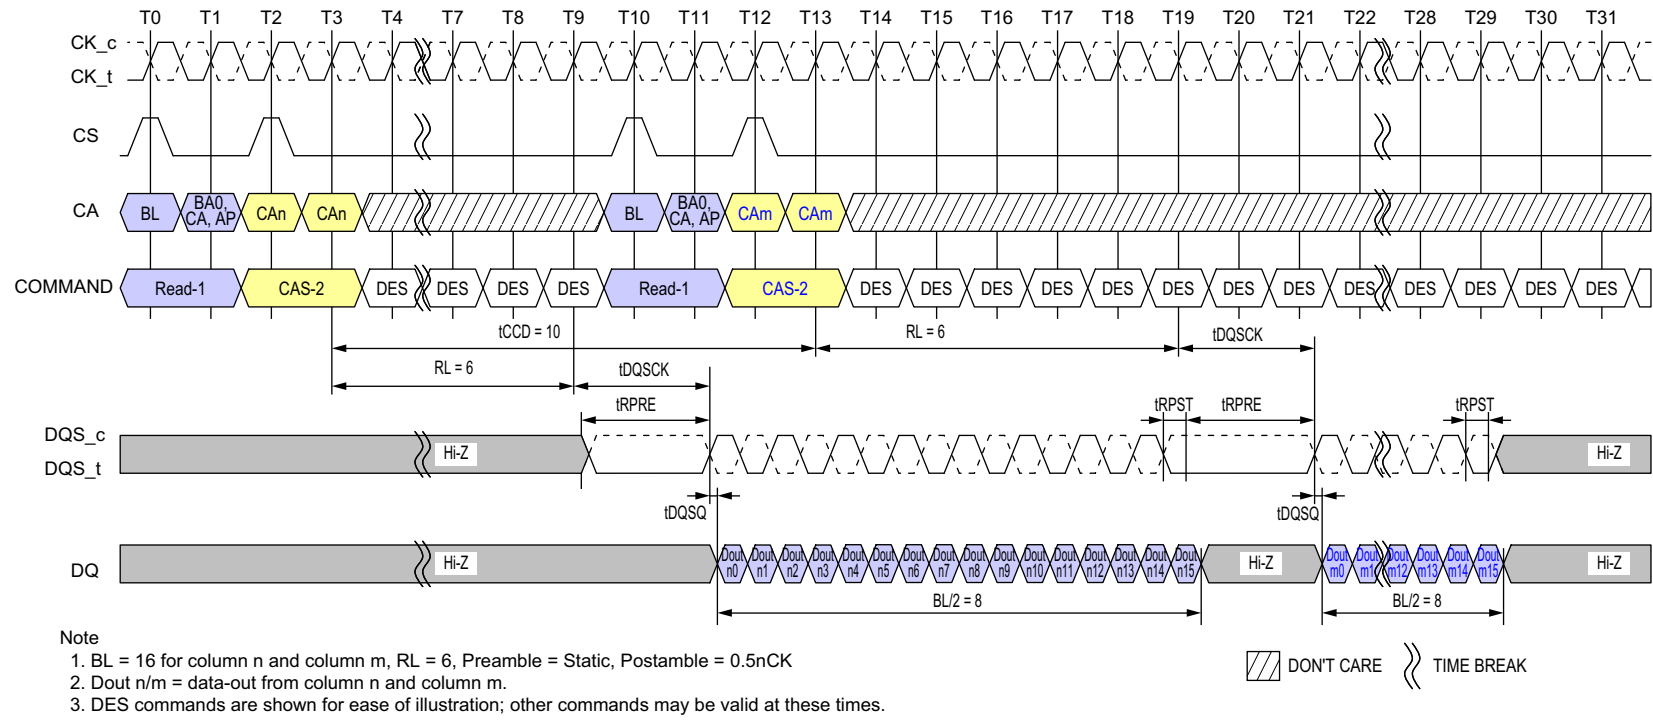 T0 T1 T2 T3 T4 T7 T8 T9 T10 T11 T12 T13 T14 T15 T16 T17 T18 T19 T20 T21 T22 T28 T29 T30 T31
CK_c
CK_t
CS
CA BL BA0, CA, AP CAn CAn BL BA0, CA, AP CAm CAm
COMMAND Read-1 CAS-2 DES DES DES DES Read-1 CAS-2 DES DES DES DES DES DES DES DES DES DES DES DES DES
tCCD = 10 RL = 6 tDQSCK
RL = 6 tDQSCK
tRPRE tRPST tRPRE tRPST
DQS_c
DQS_t Hi-Z Hi-Z
tDQSQ tDQSQ
DQ Hi-Z Dout n0 Dout n1 Dout n2 Dout n3 Dout n4 Dout n5 Dout n6 Dout n7 Dout n8 Dout n9 Dout n10 Dout n11 Dout n12 Dout n13 Dout n14 Dout n15 Hi-Z Dout m0 Dout m1 Dout m12 Dout m13 Dout m14 Dout m15 Hi-Z
BL/2 = 8 BL/2 = 8
Note
1. BL = 16 for column n and column m, RL = 6, Preamble = Static, Postamble = 0.5nCK
2. Dout n/m = data-out from column n and column m.
3. DES commands are shown for ease of illustration; other commands may be valid at these times.
DON'T CARE TIME BREAK